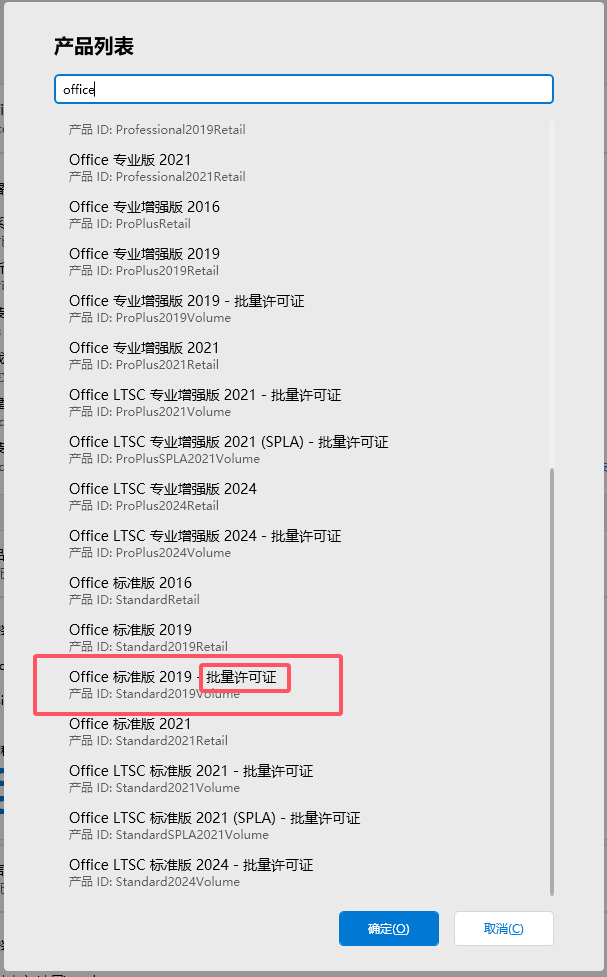 产品列表
office
产品 ID: Professional2019Retail
Office 专业版 2021
产品 ID: Professional2021Retail
Office 专业增强版 2016
产品 ID: ProPlusRetail
Office 专业增强版 2019
产品 ID: ProPlus2019Retail
Office 专业增强版 2019 - 批量许可证
产品 ID: ProPlus2019Volume
Office 专业增强版 2021
产品 ID: ProPlus2021Retail
Office LTSC 专业增强版 2021 - 批量许可证
产品 ID: ProPlus2021Volume
Office LTSC 专业增强版 2021 (SPLA) - 批量许可证
产品 ID: ProPlusSPLA2021Volume
Office LTSC 专业增强版 2024
产品 ID: ProPlus2024Retail
Office LTSC 专业增强版 2024 - 批量许可证
产品 ID: ProPlus2024Volume
Office 标准版 2016
产品 ID: StandardRetail
Office 标准版 2019
产品 ID: Standard2019Retail
Office 标准版 2019 - 批量许可证
产品 ID: Standard2019Volume
Office 标准版 2021
产品 ID: Standard2021Retail
Office LTSC 标准版 2021 - 批量许可证
产品 ID: Standard2021Volume
Office LTSC 标准版 2021 (SPLA) - 批量许可证
产品 ID: StandardSPLA2021Volume
Office LTSC 标准版 2024 - 批量许可证
产品 ID: Standard2024Volume
确定(O)
取消(C)